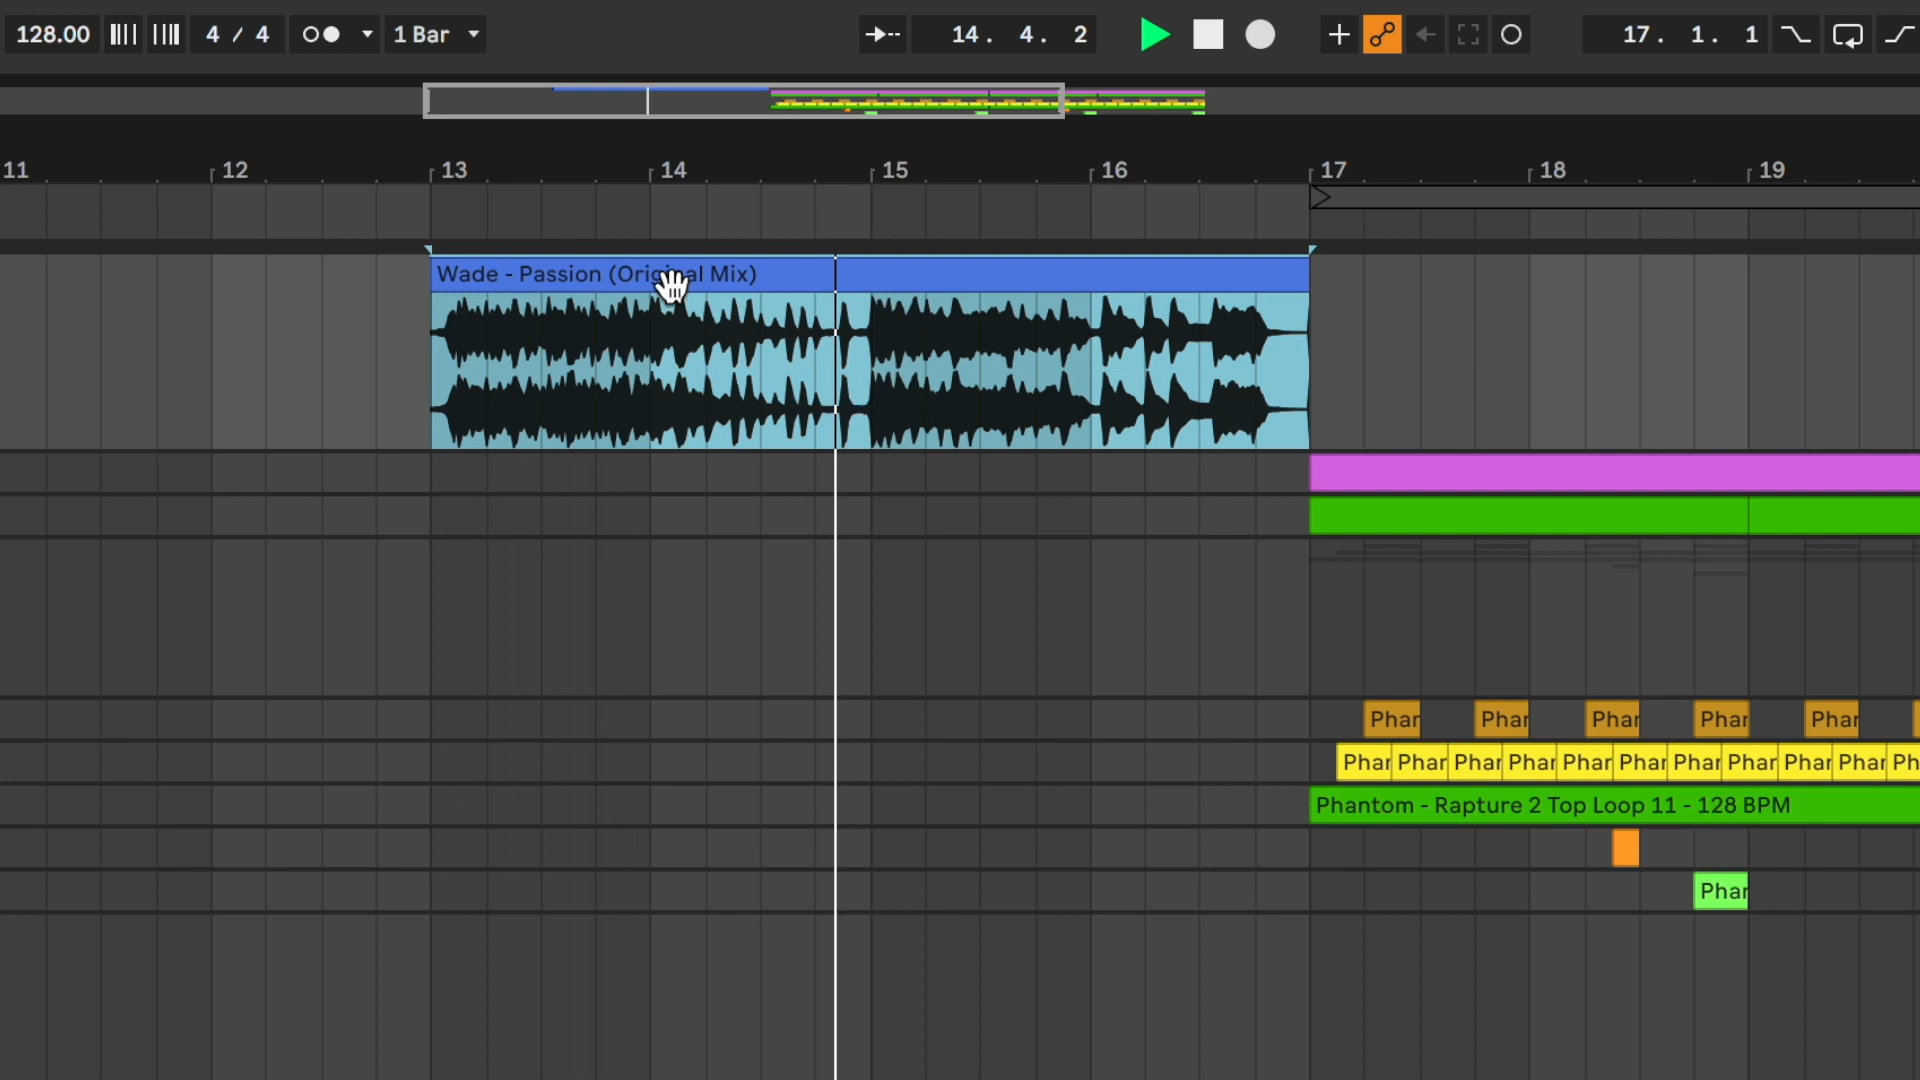 128.00 4 / 4 1 Bar 14. 4. 2 17. 1. 1
11 12 13 14 15 16 17 18 19
Wade - Passion (Original Mix)
Phar Phar Phar Phar Phar
Phar Phar Phar Phar Phar Phar Phar Phar Phar Phar Ph
Phantom - Rapture 2 Top Loop 11 - 128 BPM
Phar